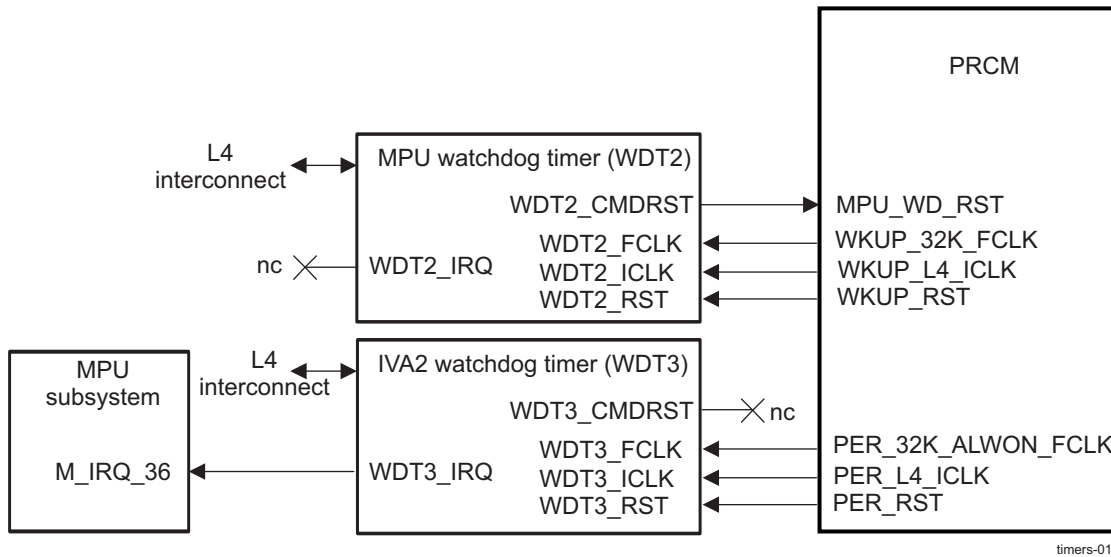 PRCM
L4
interconnect
MPU watchdog timer (WDT2)
WDT2_CMDRST
MPU_WD_RST
WDT2_FCLK
WKUP_32K_FCLK
nc
WDT2_IRQ
WDT2_ICLK
WKUP_L4_ICLK
WDT2_RST
WKUP_RST
MPU
subsystem
L4
interconnect
IVA2 watchdog timer (WDT3)
WDT3_CMDRST
nc
WDT3_FCLK
PER_32K_ALWON_FCLK
M_IRQ_36
WDT3_IRQ
WDT3_ICLK
PER_L4_ICLK
WDT3_RST
PER_RST
timers-01